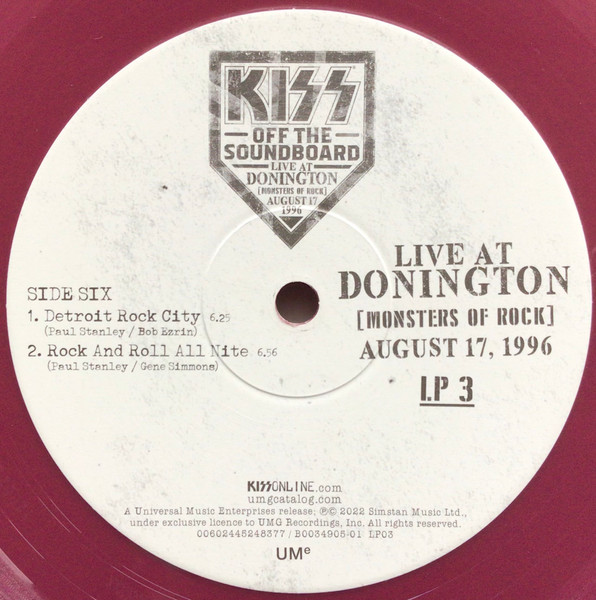 KISS
OFF THE
SOUNDBOARD
LIVE AT
DONINGTON
[MONSTERS OF ROCK]
AUGUST 17
1996
LIVE AT
DONINGTON
[MONSTERS OF ROCK]
AUGUST 17, 1996
LP 3
SIDE SIX
1. Detroit Rock City 6.25
(Paul Stanley / Bob Ezrin)
2. Rock And Roll All Nite 6.56
(Paul Stanley / Gene Simmons)
KISSONLINE.com
umgcatalog.com
A Universal Music Enterprises release; ℗© 2022 Simstan Music Ltd.,
under exclusive licence to UMG Recordings, Inc. All rights reserved.
00602445248377 / B0034905-01 LP03
UMe